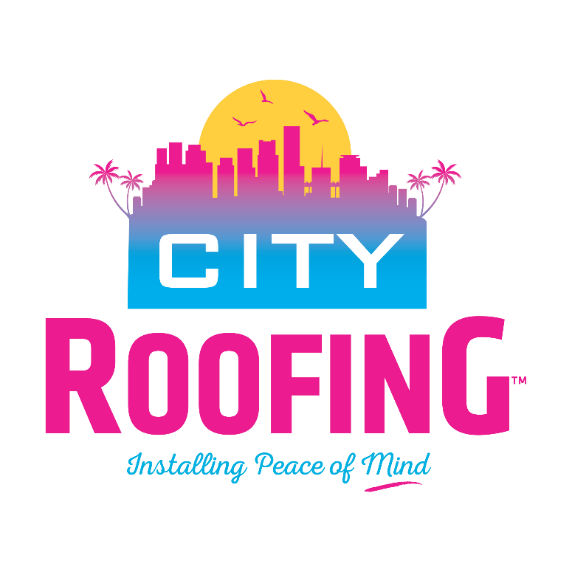 CITY
ROOFING™
Installing Peace of Mind